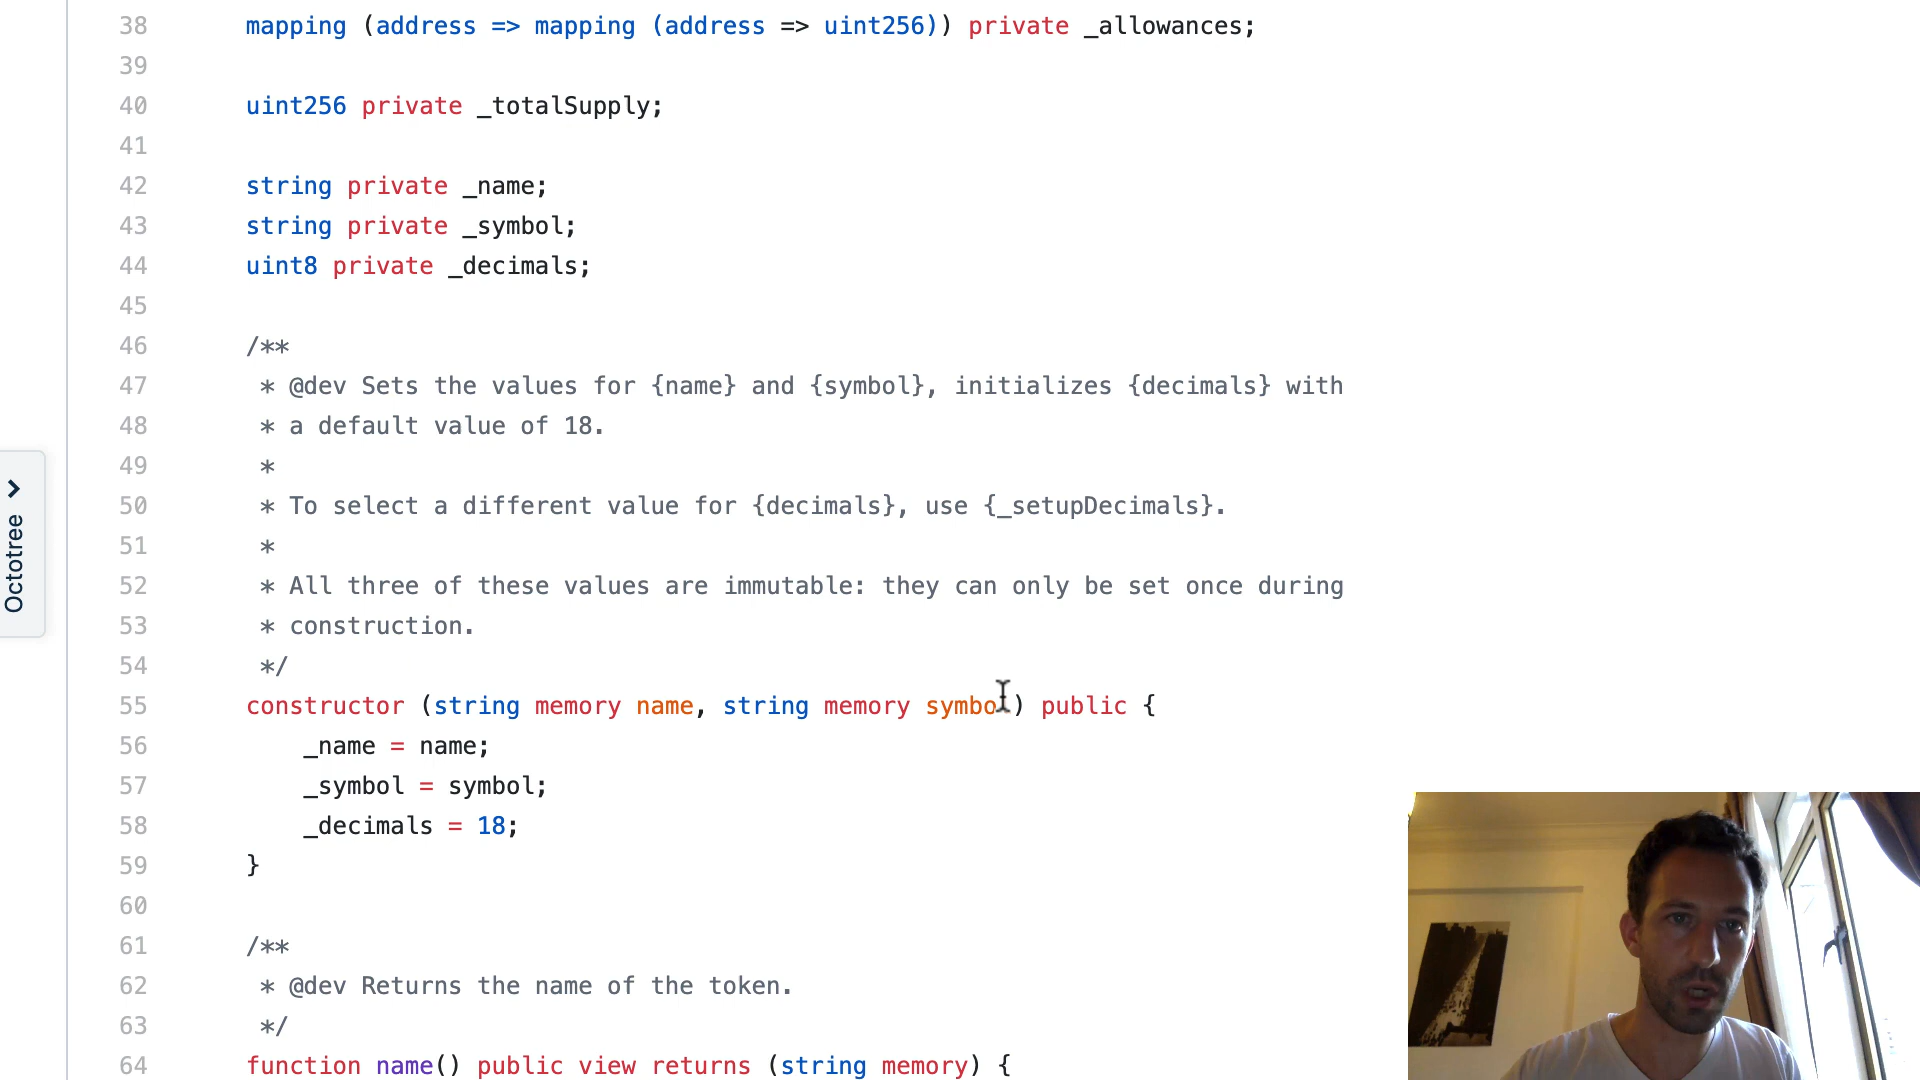 38 mapping (address => mapping (address => uint256)) private _allowances;
39
40 uint256 private _totalSupply;
41
42 string private _name;
43 string private _symbol;
44 uint8 private _decimals;
45
46 /**
47 * @dev Sets the values for {name} and {symbol}, initializes {decimals} with
48 * a default value of 18.
49 *
50 * To select a different value for {decimals}, use {_setupDecimals}.
51 *
52 * All three of these values are immutable: they can only be set once during
53 * construction.
54 */
55 constructor (string memory name, string memory symbol) public {
56 _name = name;
57 _symbol = symbol;
58 _decimals = 18;
59 }
60
61 /**
62 * @dev Returns the name of the token.
63 */
64 function name() public view returns (string memory) {
Octotree